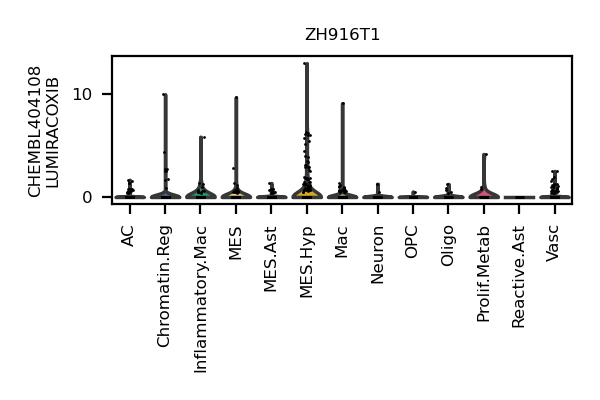 ZH916T1
CHEMBL404108
LUMIRACOXIB
10
0
AC
Chromatin.Reg
Inflammatory.Mac
MES
MES.Ast
MES.Hyp
Mac
Neuron
OPC
Oligo
Prolif.Metab
Reactive.Ast
Vasc